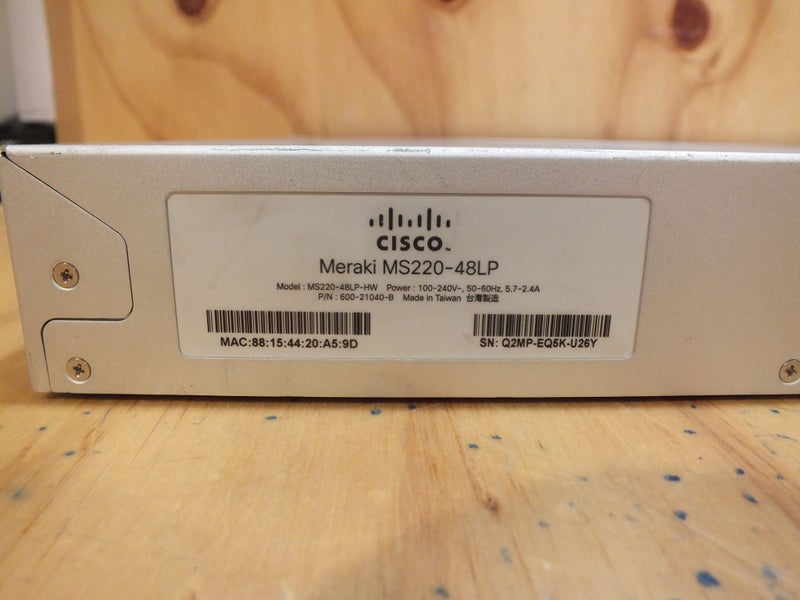 CISCO™
Meraki MS220-48LP
Model : MS220-48LP-HW Power : 100-240V~, 50-60Hz, 5.7-2.4A
P/N : 600-21040-B Made in Taiwan 台灣製造
MAC:88:15:44:20:A5:9D
SN: Q2MP-EQ5K-U26Y